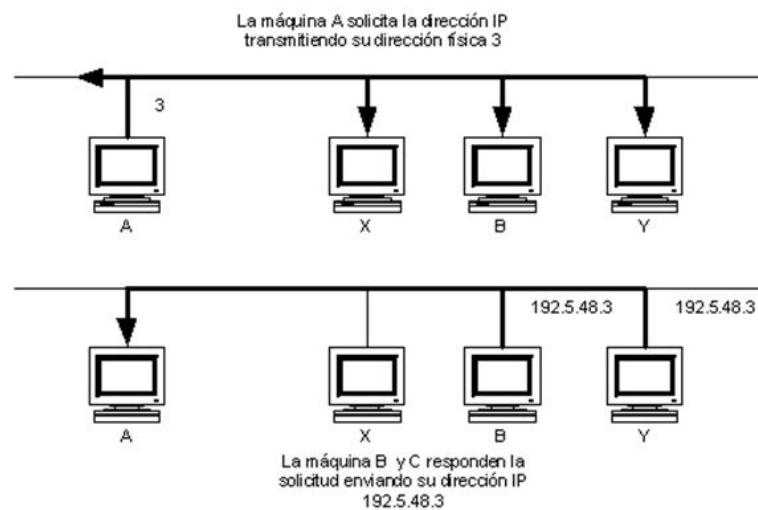 La máquina A solicita la dirección IP
transmitiendo su dirección física 3
3
A
X
B
Y
192.5.48.3
192.5.48.3
A
X
B
Y
La máquina B y C responden la
solicitud enviando su dirección IP
192.5.48.3